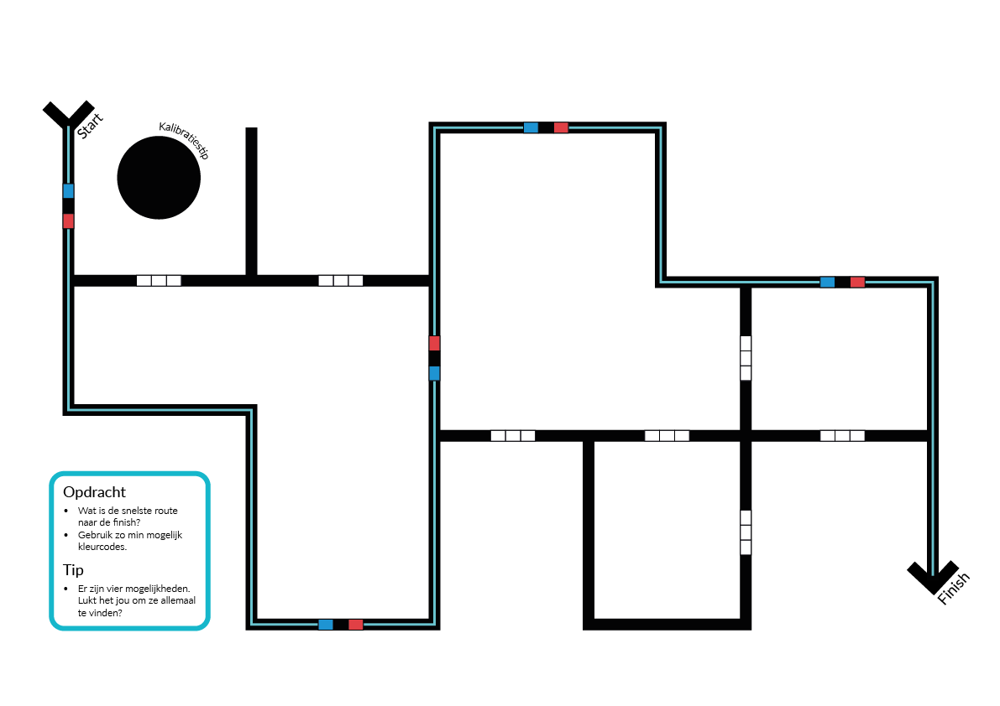 Start
Kalibratiestip
Opdracht
• Wat is de snelste route
naar de finish?
• Gebruik zo min mogelijk
kleurcodes.
Tip
• Er zijn vier mogelijkheden.
Lukt het jou om ze allemaal
te vinden?
Finish